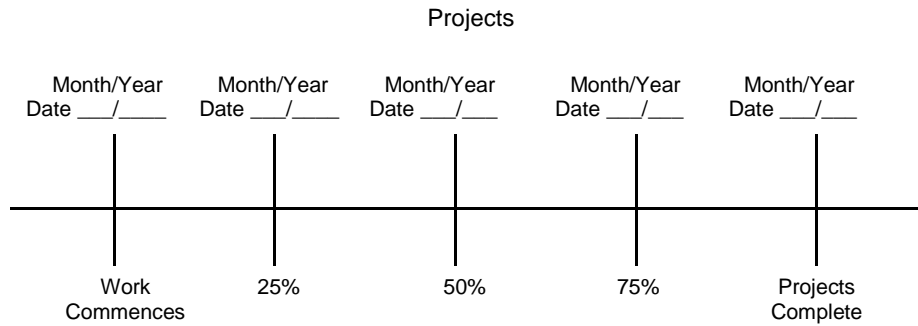 Projects
Month/Year Month/Year Month/Year Month/Year Month/Year
Date ___/____ Date ___/____ Date ___/___ Date ___/___ Date ___/___
Work 25% 50% 75% Projects
Commences Complete